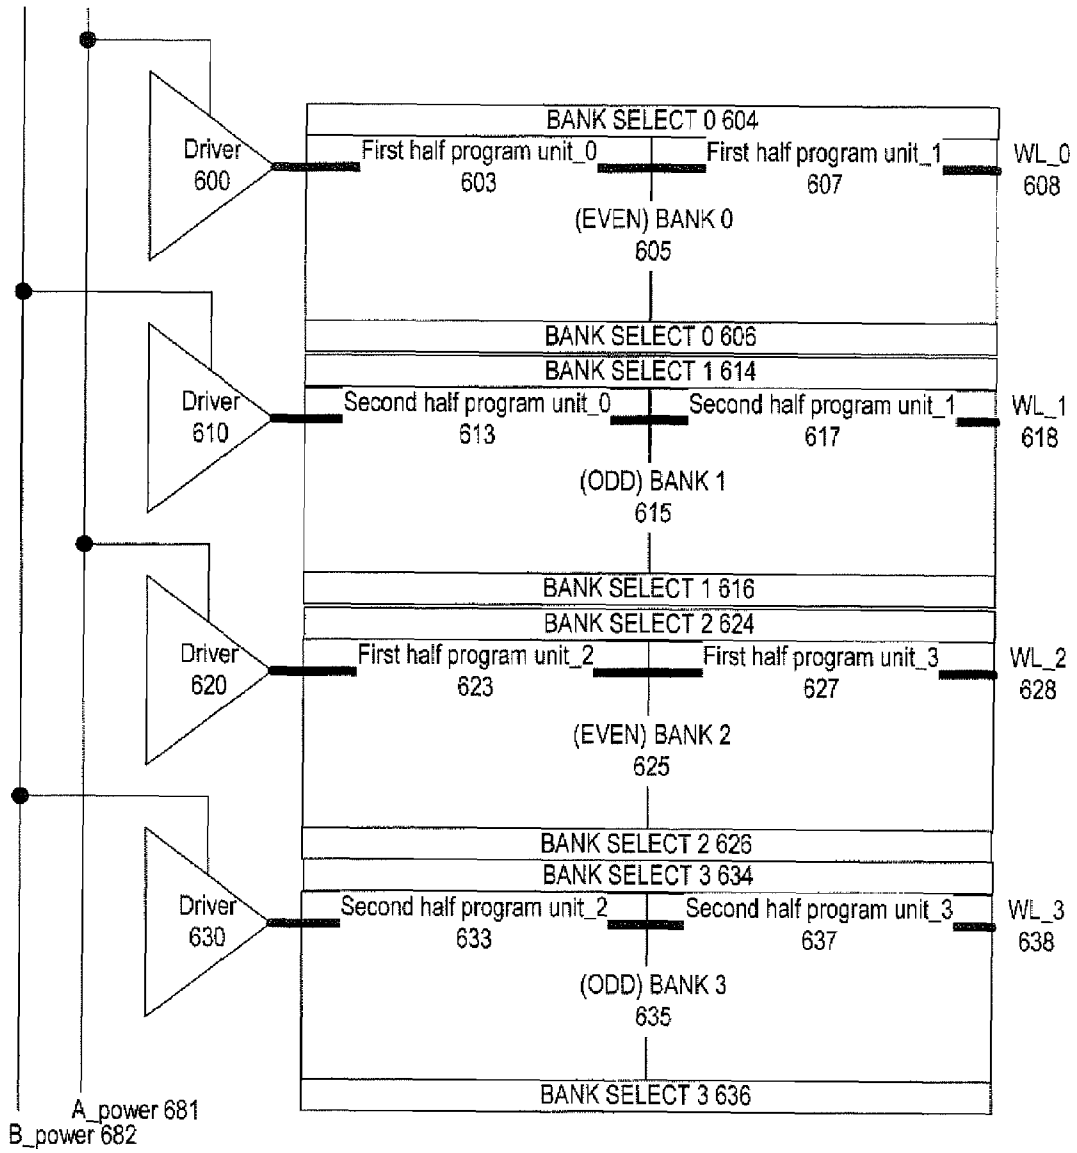 BANK SELECT 0 604
Driver
600
First half program unit_0
603
First half program unit_1
607
WL_0
608
(EVEN) BANK 0
605
BANK SELECT 0 606
BANK SELECT 1 614
Driver
610
Second half program unit_0
613
Second half program unit_1
617
WL_1
618
(ODD) BANK 1
615
BANK SELECT 1 616
BANK SELECT 2 624
Driver
620
First half program unit_2
623
First half program unit_3
627
WL_2
628
(EVEN) BANK 2
625
BANK SELECT 2 626
BANK SELECT 3 634
Driver
630
Second half program unit_2
633
Second half program unit_3
637
WL_3
638
(ODD) BANK 3
635
BANK SELECT 3 636
A_power 681
B_power 682